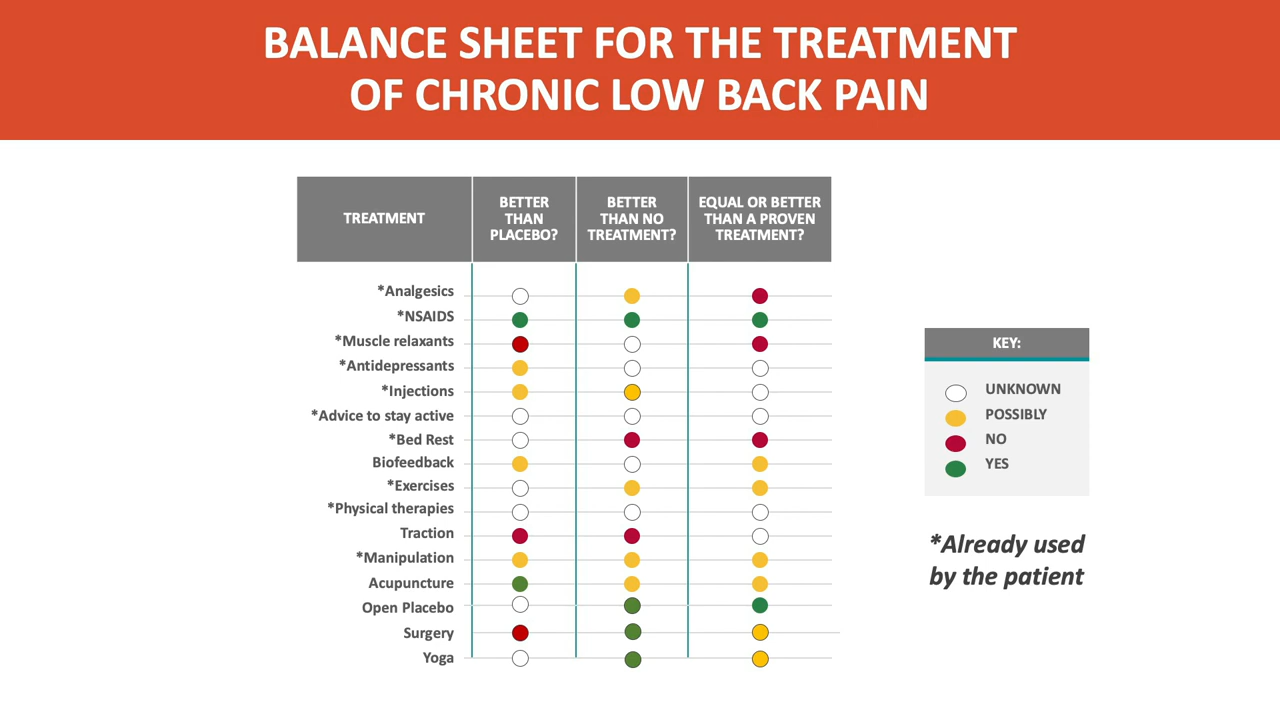 BALANCE SHEET FOR THE TREATMENT
OF CHRONIC LOW BACK PAIN
TREATMENT
BETTER
THAN
PLACEBO?
BETTER
THAN NO
TREATMENT?
EQUAL OR BETTER
THAN A PROVEN
TREATMENT?
*Analgesics
*NSAIDS
*Muscle relaxants
*Antidepressants
*Injections
*Advice to stay active
*Bed Rest
Biofeedback
*Exercises
*Physical therapies
Traction
*Manipulation
Acupuncture
Open Placebo
Surgery
Yoga
KEY:
UNKNOWN
POSSIBLY
NO
YES
*Already used
by the patient